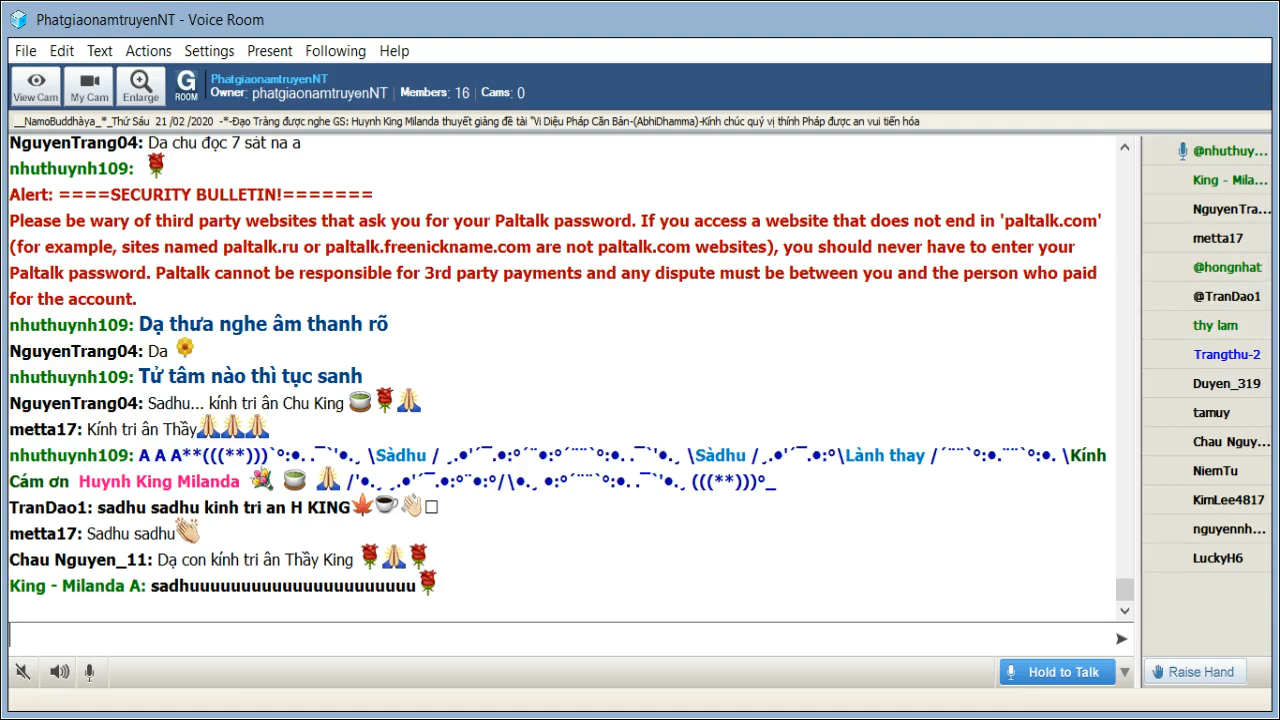 PhatgiaonamtruyenNT - Voice Room
File Edit Text Actions Settings Present Following Help
View Cam My Cam Enlarge G ROOM
PhatgiaonamtruyenNT
Owner: phatgiaonamtruyenNT | Members: 16 | Cams: 0
__NamoBuddhàya_*_Thứ Sáu 21 /02 /2020 -*-Đạo Tràng được nghe GS: Huynh King Milanda thuyết giảng đề tài "Vi Diệu Pháp Căn Bản-(AbhiDhamma)-Kính chúc quý vị thính Pháp được an vui tiến hóa
NguyenTrang04: Da chu đọc 7 sát na a
nhuthuynh109:
Alert: ====SECURITY BULLETIN!=======
Please be wary of third party websites that ask you for your Paltalk password. If you access a website that does not end in 'paltalk.com'
(for example, sites named paltalk.ru or paltalk.freenickname.com are not paltalk.com websites), you should never have to enter your
Paltalk password. Paltalk cannot be responsible for 3rd party payments and any dispute must be between you and the person who paid
for the account.
nhuthuynh109: Dạ thưa nghe âm thanh rõ
NguyenTrang04: Da
nhuthuynh109: Tử tâm nào thì tục sanh
NguyenTrang04: Sadhu... kính tri ân Chu King
metta17: Kính tri ân Thầy
nhuthuynh109: A A A**(((**)))`°:•. .¯`'•.¸ \Sàdhu / ¸.•'´¯.•:°´¨•:°´¨¨`°:•. .¯`'•.¸ \Sàdhu /¸.•'´¯.•:°\Lành thay /´¨¨`°:•.¨¨`°:•. \Kính
Cám ơn Huynh King Milanda /'•.¸ ¸.•'´¯.•:°¨•:°/\•.¸ •:°´¨¨`°:•. .¯`'•.¸ (((**)))°_
TranDao1: sadhu sadhu kinh tri an H KING
metta17: Sadhu sadhu
Chau Nguyen_11: Dạ con kính tri ân Thầy King
King - Milanda A: sadhuuuuuuuuuuuuuuuuuuuuuuuu
Hold to Talk
@nhuthuy...
King - Mila...
NguyenTra...
metta17
@hongnhat
@TranDao1
thy lam
Trangthu-2
Duyen_319
tamuy
Chau Nguy...
NiemTu
KimLee4817
nguyennh...
LuckyH6
Raise Hand